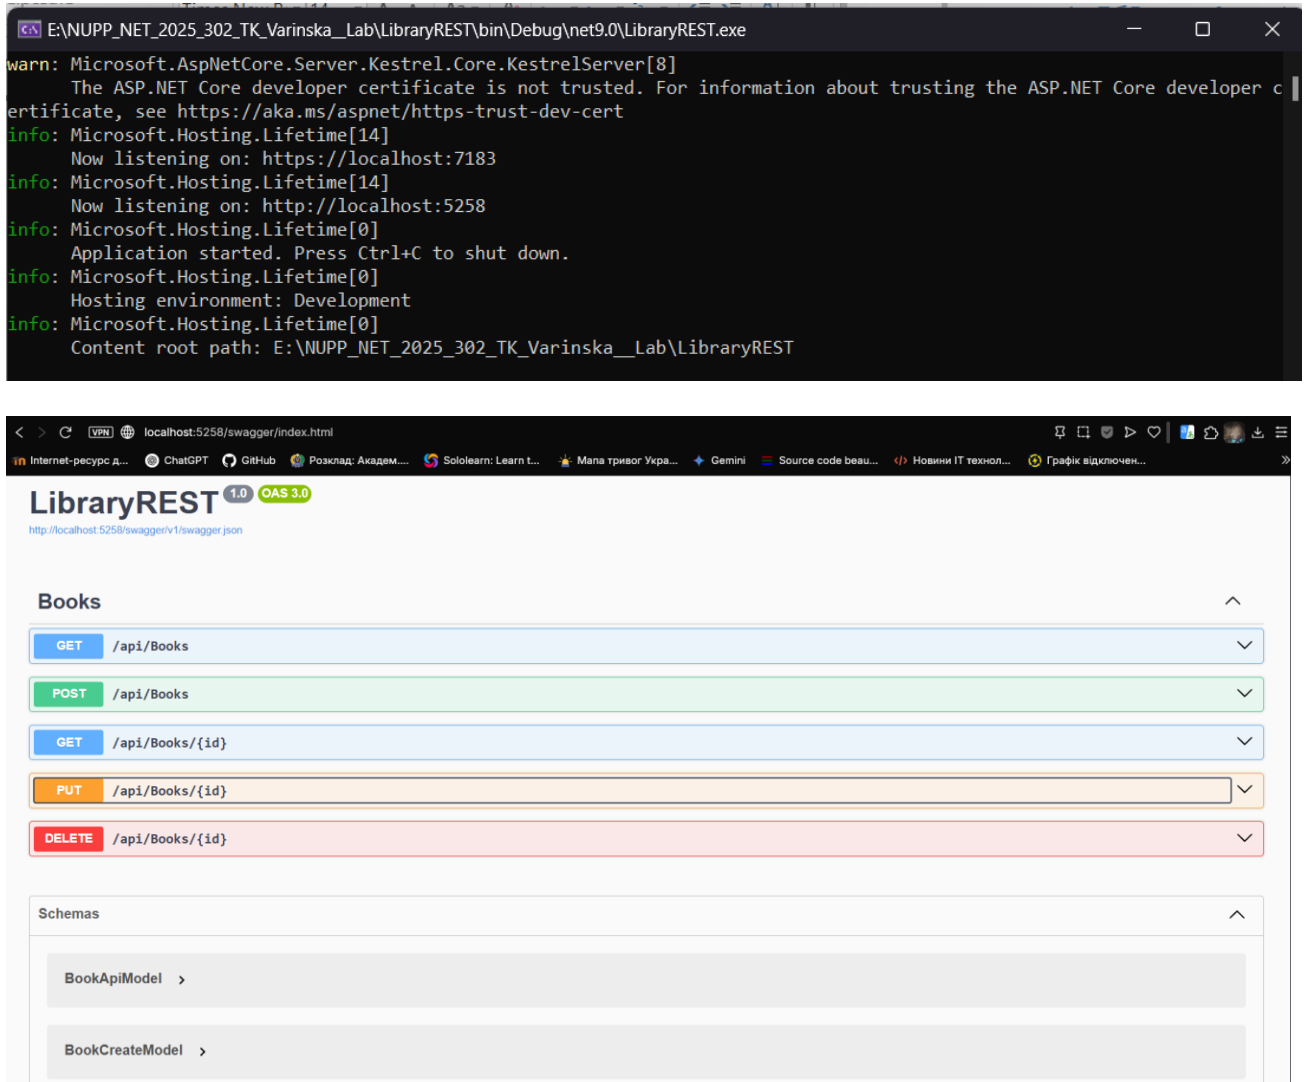 E:\NUPP_NET_2025_302_TK_Varinska__Lab\LibraryREST\bin\Debug\net9.0\LibraryREST.exe
warn: Microsoft.AspNetCore.Server.Kestrel.Core.KestrelServer[8]
The ASP.NET Core developer certificate is not trusted. For information about trusting the ASP.NET Core developer c
ertificate, see https://aka.ms/aspnet/https-trust-dev-cert
info: Microsoft.Hosting.Lifetime[14]
Now listening on: https://localhost:7183
info: Microsoft.Hosting.Lifetime[14]
Now listening on: http://localhost:5258
info: Microsoft.Hosting.Lifetime[0]
Application started. Press Ctrl+C to shut down.
info: Microsoft.Hosting.Lifetime[0]
Hosting environment: Development
info: Microsoft.Hosting.Lifetime[0]
Content root path: E:\NUPP_NET_2025_302_TK_Varinska__Lab\LibraryREST
VPN localhost:5258/swagger/index.html
Internet-ресурс д... ChatGPT GitHub Розклад: Академ.... Sololearn: Learn t... Мапа тривог Укра... Gemini Source code beau... Новини ІТ технол... Графік відключен...
LibraryREST 1.0 OAS 3.0
http://localhost:5258/swagger/v1/swagger.json
Books
GET /api/Books
POST /api/Books
GET /api/Books/{id}
PUT /api/Books/{id}
DELETE /api/Books/{id}
Schemas
BookApiModel
BookCreateModel